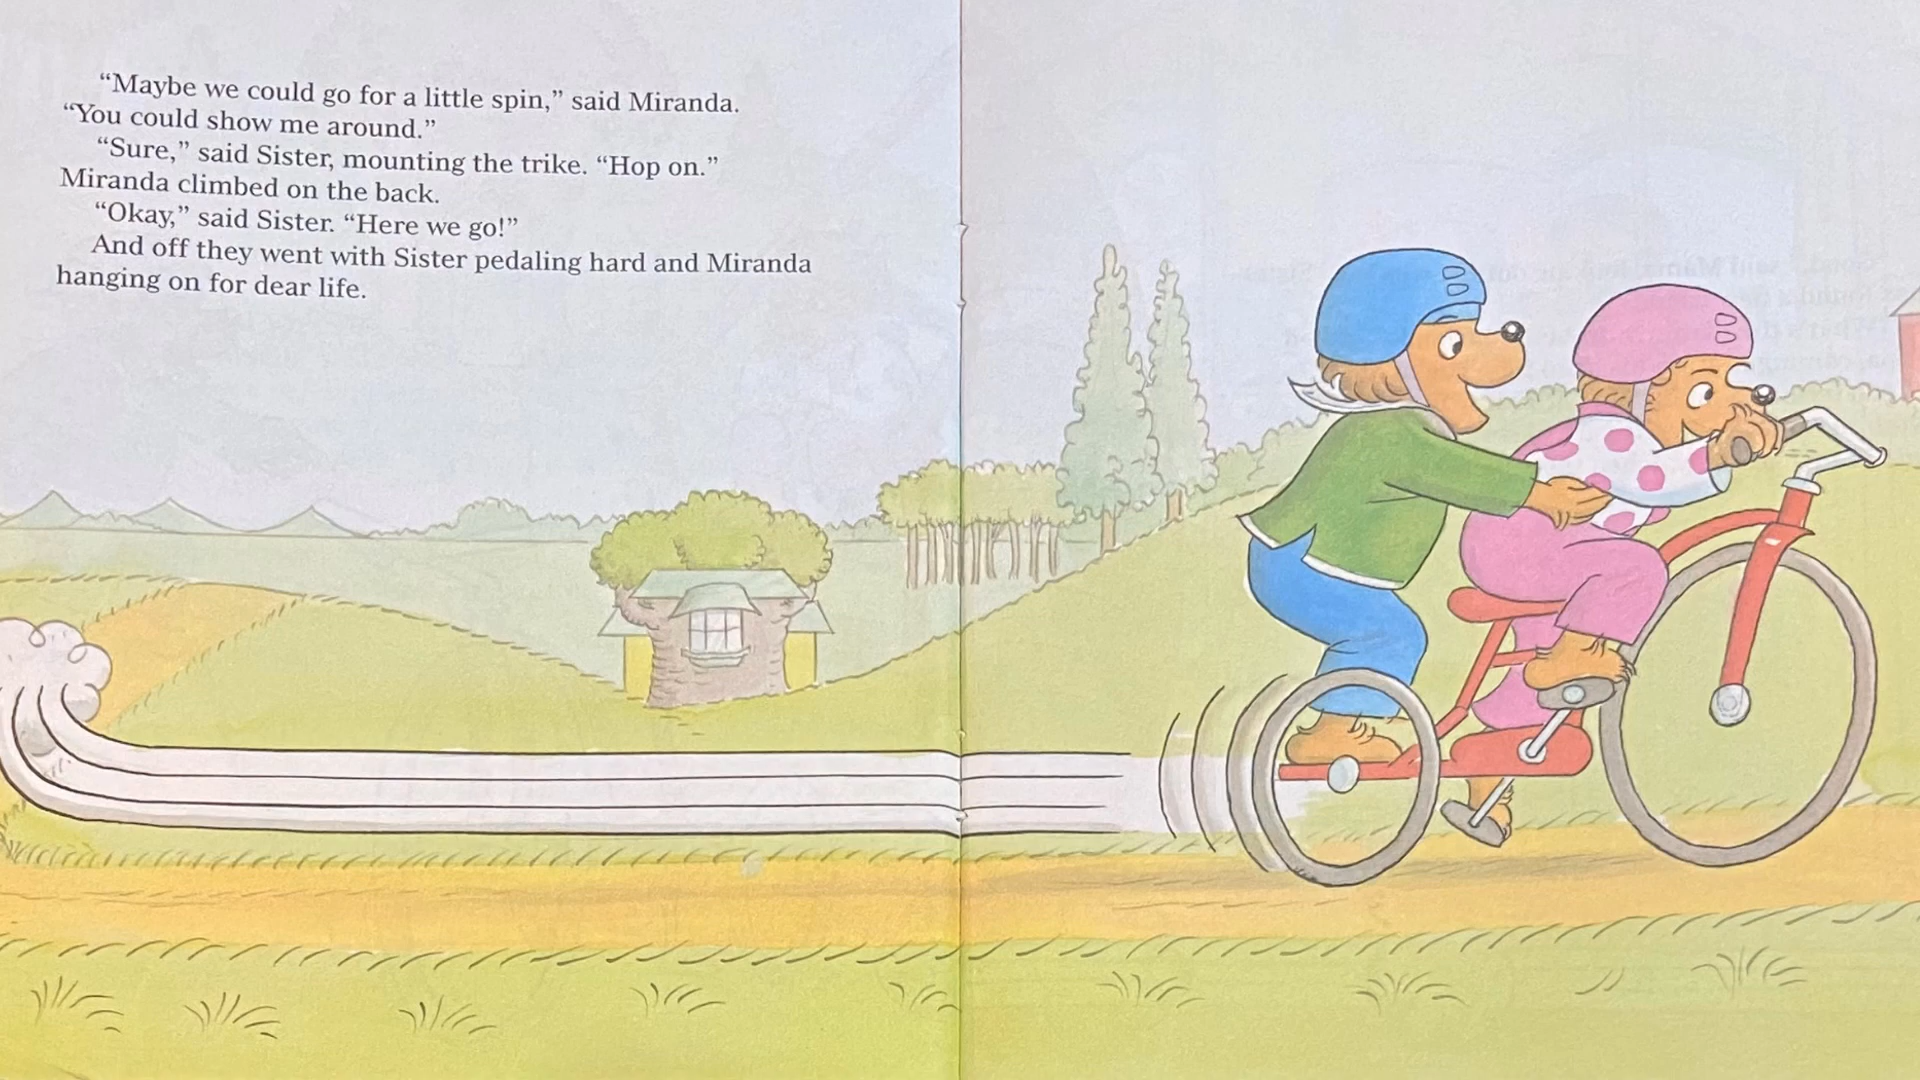 “Maybe we could go for a little spin,” said Miranda.
“You could show me around.”
“Sure,” said Sister, mounting the trike. “Hop on.”
Miranda climbed on the back.
“Okay,” said Sister. “Here we go!”
And off they went with Sister pedaling hard and Miranda
hanging on for dear life.